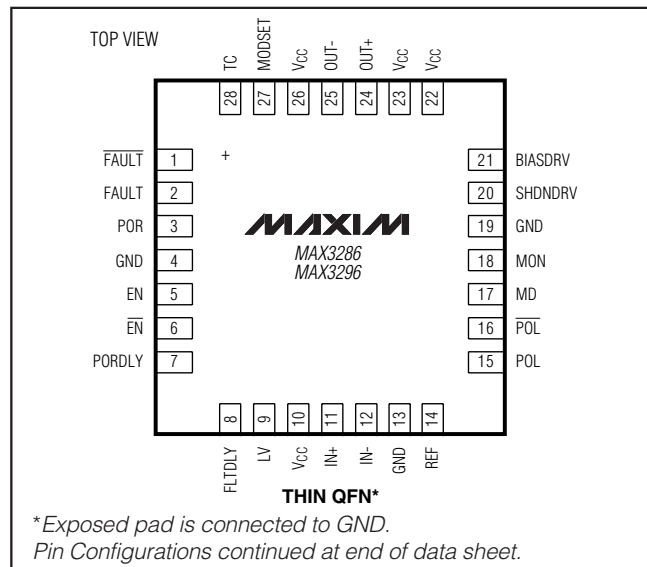 TOP VIEW
TC
MODSET
VCC
OUT-
OUT+
VCC
VCC
28
27
26
25
24
23
22
F̅A̅U̅L̅T̅ 1
FAULT 2
POR 3
GND 4
EN 5
E̅N̅ 6
PORDLY 7
+
MAXIM
MAX3286
MAX3296
21 BIASDRV
20 SHDNDRV
19 GND
18 MON
17 MD
16 P̅O̅L̅
15 POL
8
9
10
11
12
13
14
FLTDLY
LV
VCC
IN+
IN-
GND
REF
THIN QFN*
*Exposed pad is connected to GND.
Pin Configurations continued at end of data sheet.